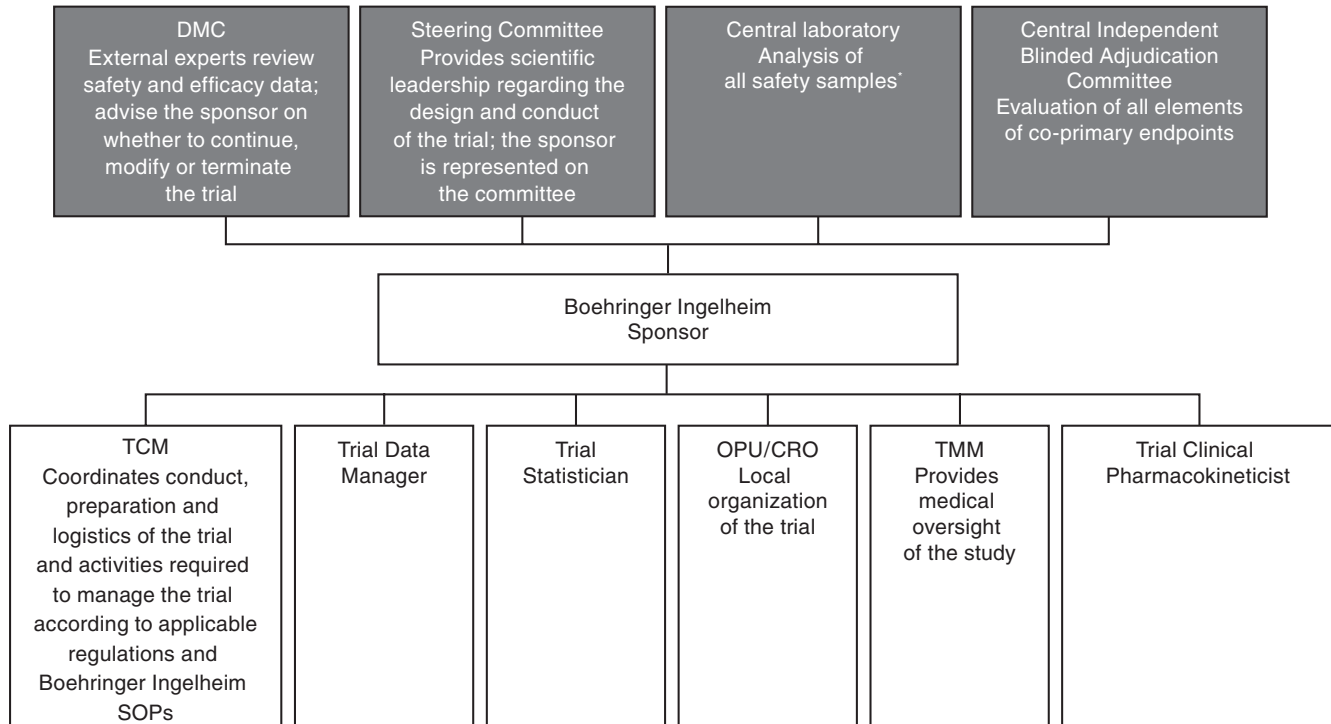 DMC
External experts review
safety and efficacy data;
advise the sponsor on
whether to continue,
modify or terminate
the trial
Steering Committee
Provides scientific
leadership regarding the
design and conduct
of the trial; the sponsor
is represented on
the committee
Central laboratory
Analysis of
all safety samples*
Central Independent
Blinded Adjudication
Committee
Evaluation of all elements
of co-primary endpoints
Boehringer Ingelheim
Sponsor
TCM
Coordinates conduct,
preparation and
logistics of the trial
and activities required
to manage the trial
according to applicable
regulations and
Boehringer Ingelheim
SOPs
Trial Data
Manager
Trial
Statistician
OPU/CRO
Local
organization
of the trial
TMM
Provides
medical
oversight
of the study
Trial Clinical
Pharmacokineticist